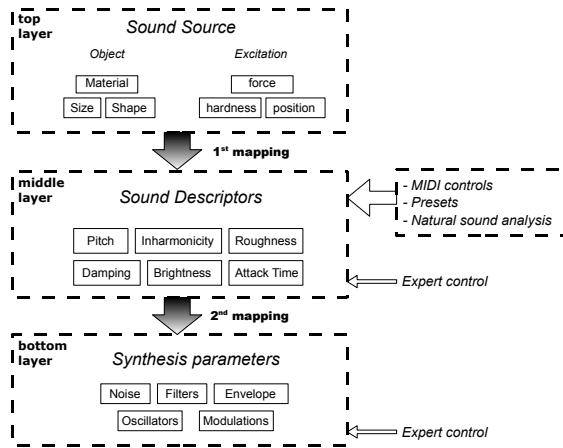 top
layer
Sound Source
Object
Excitation
Material
force
Size
Shape
hardness
position
1st mapping
middle
layer
Sound Descriptors
- MIDI controls
- Presets
- Natural sound analysis
Pitch
Inharmonicity
Roughness
Damping
Brightness
Attack Time
Expert control
2nd mapping
bottom
layer
Synthesis parameters
Noise
Filters
Envelope
Oscillators
Modulations
Expert control